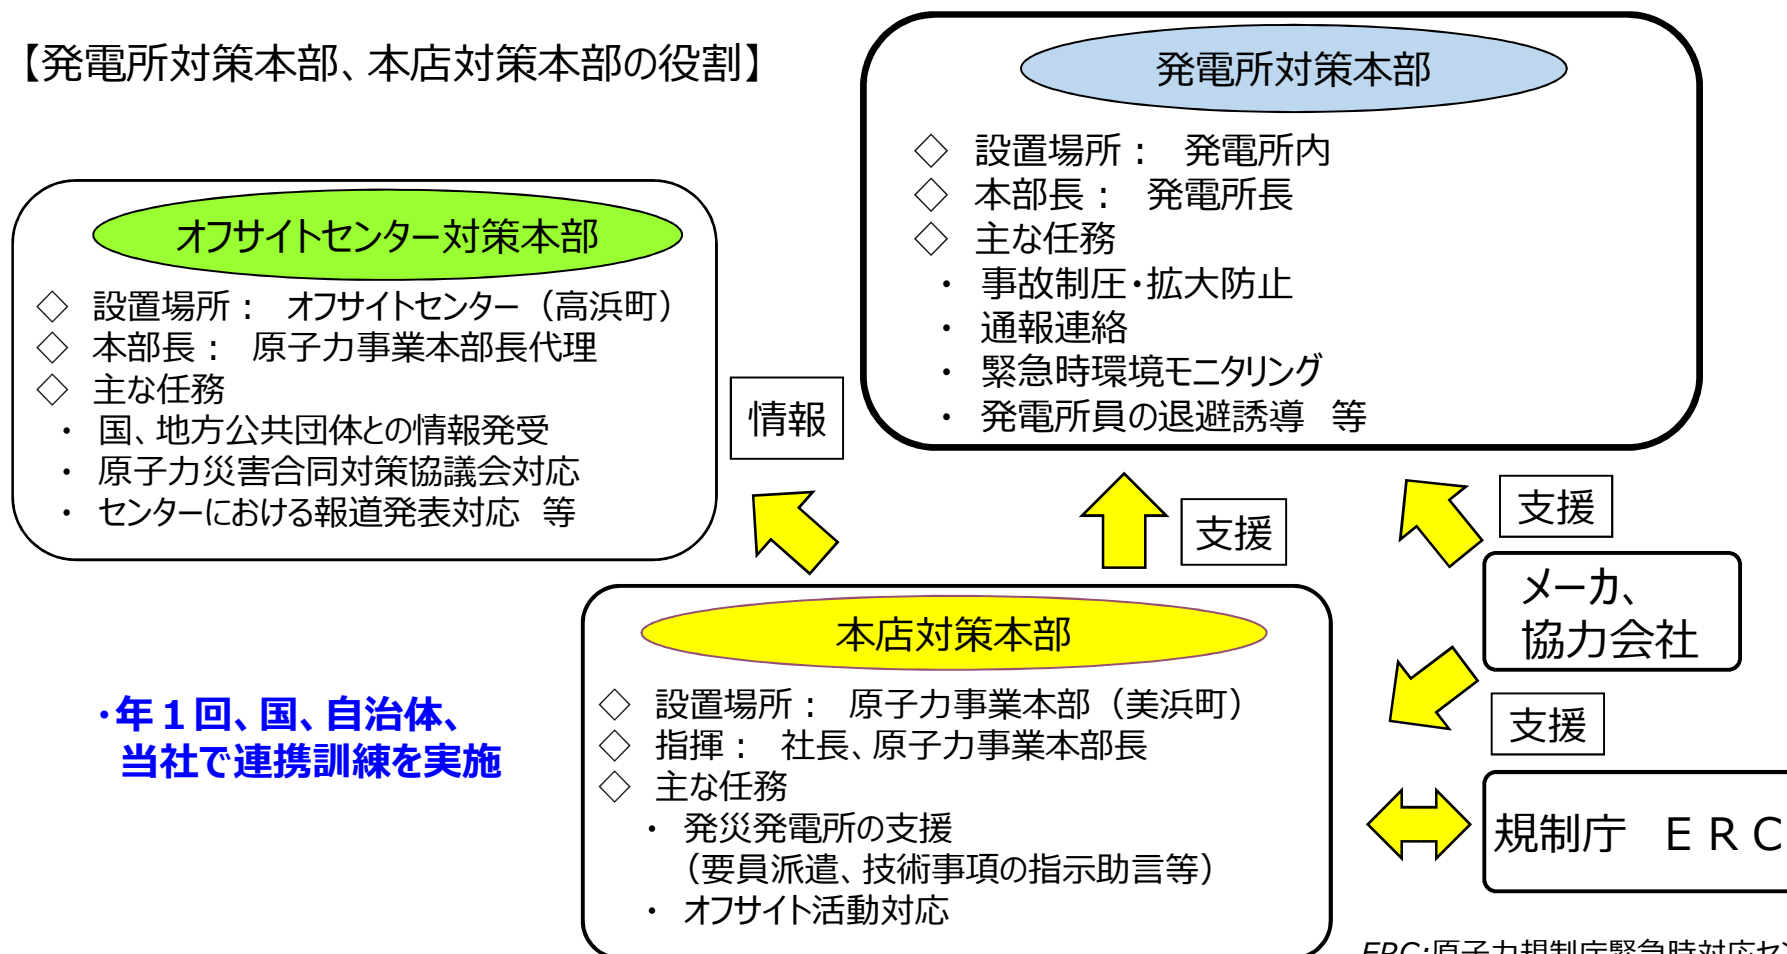 【発電所対策本部、本店対策本部の役割】
発電所対策本部
◇ 設置場所： 発電所内
◇ 本部長： 発電所長
◇ 主な任務
・ 事故制圧・拡大防止
・ 通報連絡
・ 緊急時環境モニタリング
・ 発電所員の退避誘導 等
オフサイトセンター対策本部
◇ 設置場所： オフサイトセンター（高浜町）
◇ 本部長： 原子力事業本部長代理
◇ 主な任務
・ 国、地方公共団体との情報発受
・ 原子力災害合同対策協議会対応
・ センターにおける報道発表対応 等
情報
支援
支援
メーカ、
協力会社
支援
本店対策本部
◇ 設置場所： 原子力事業本部（美浜町）
◇ 指揮： 社長、原子力事業本部長
◇ 主な任務
・ 発災発電所の支援
（要員派遣、技術事項の指示助言等）
・ オフサイト活動対応
・年１回、国、自治体、
当社で連携訓練を実施
規制庁 ＥＲＣ
ERC:原子力規制庁緊急時対応セン